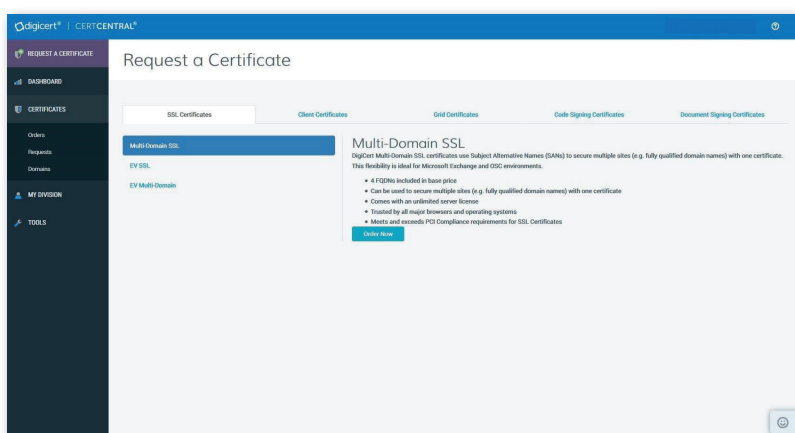 digicert® | CERTCENTRAL®
REQUEST A CERTIFICATE
DASHBOARD
CERTIFICATES
Orders
Requests
Domains
MY DIVISION
TOOLS
Request a Certificate
SSL Certificates
Client Certificates
Grid Certificates
Code Signing Certificates
Document Signing Certificates
Multi-Domain SSL
EV SSL
EV Multi-Domain
Multi-Domain SSL
DigiCert Multi-Domain SSL certificates use Subject Alternative Names (SANs) to secure multiple sites (e.g. fully qualified domain names) with one certificate.
This flexibility is ideal for Microsoft Exchange and OSC environments.
• 4 FQDNs included in base price
• Can be used to secure multiple sites (e.g. fully qualified domain names) with one certificate
• Comes with an unlimited server license
• Trusted by all major browsers and operating systems
• Meets and exceeds PCI Compliance requirements for SSL Certificates
Order Now